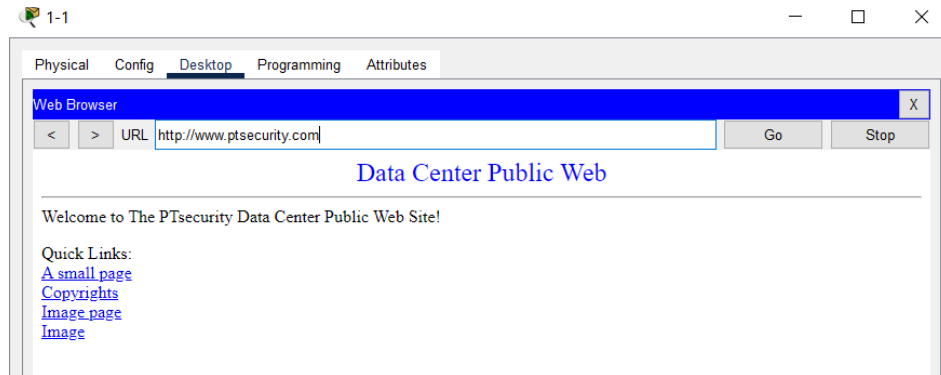 1-1
Physical Config Desktop Programming Attributes
Web Browser X
< > URL http://www.ptsecurity.com Go Stop
Data Center Public Web
Welcome to The PTsecurity Data Center Public Web Site!
Quick Links:
A small page
Copyrights
Image page
Image